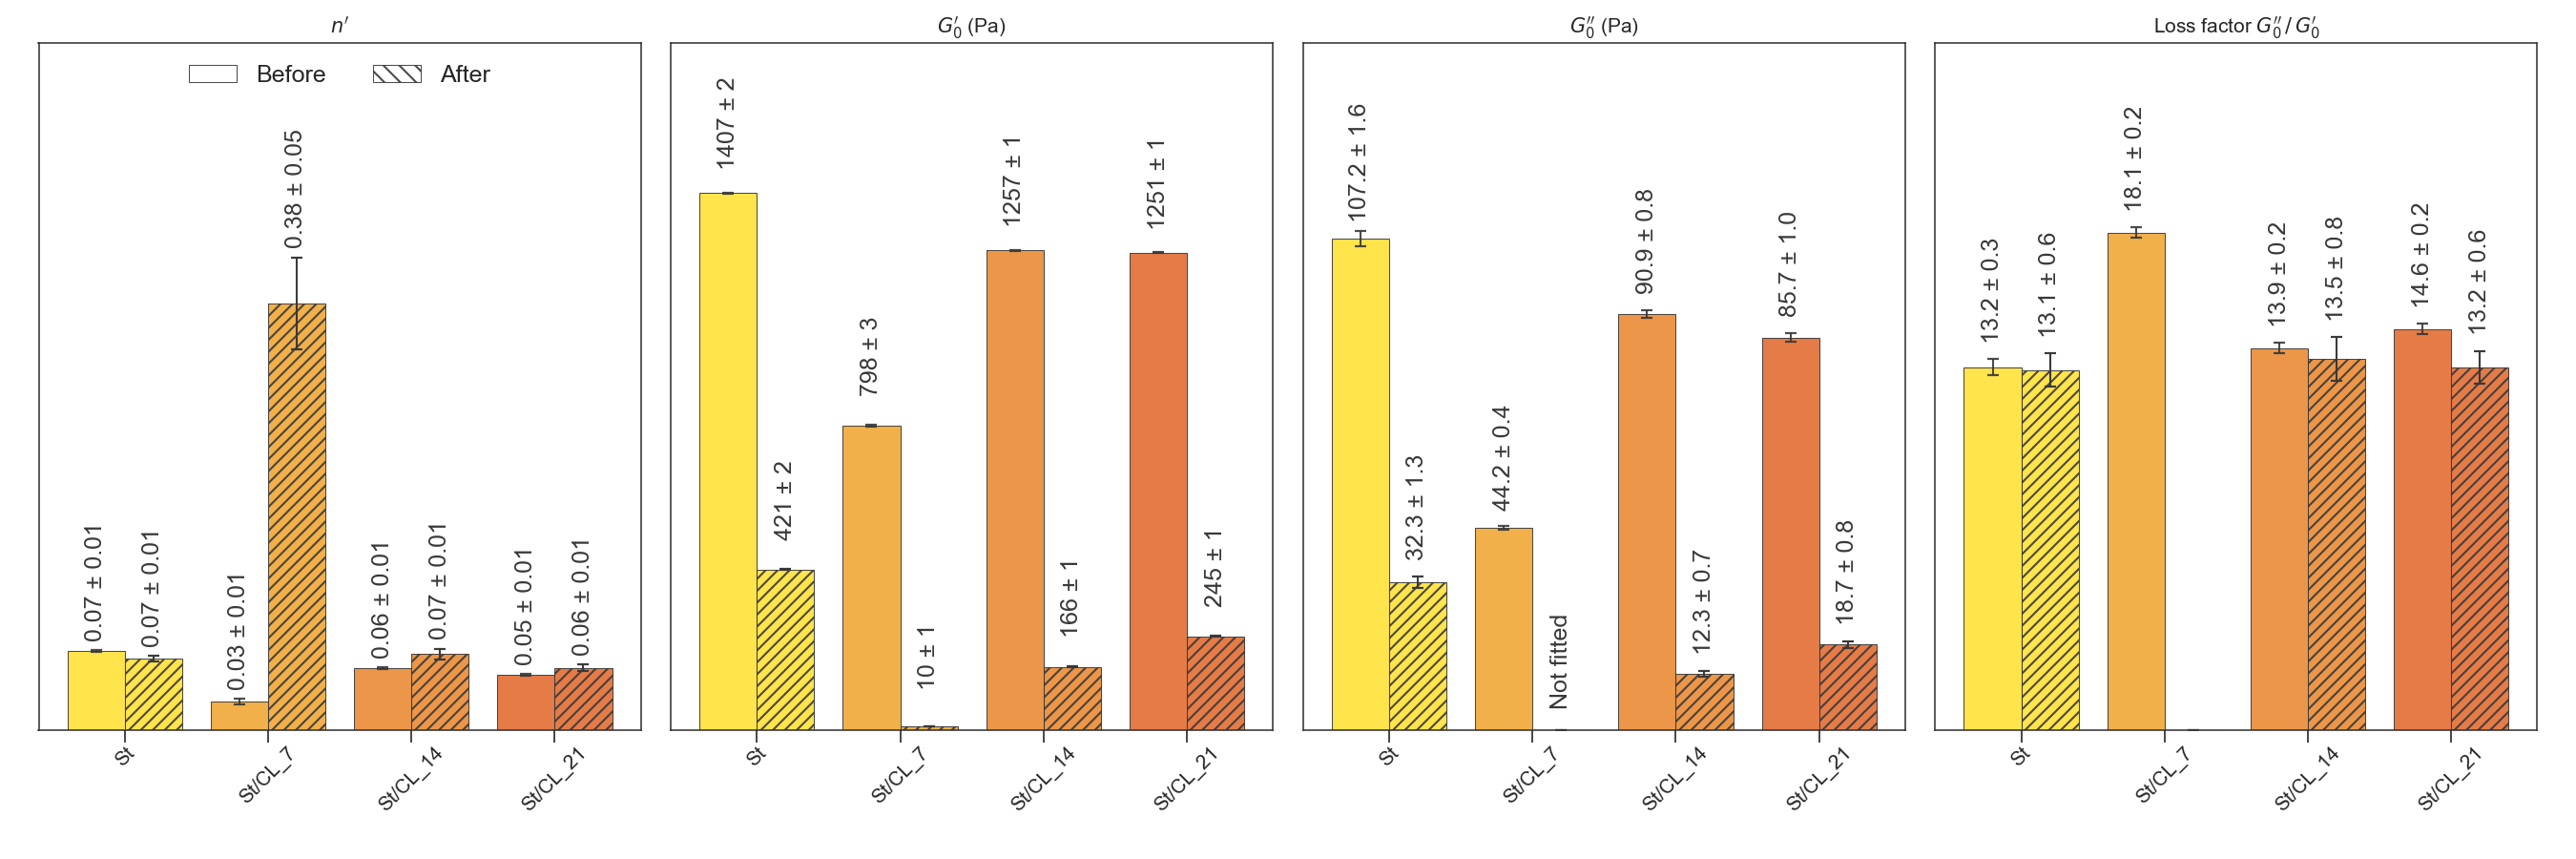 n′
G′0 (Pa)
G″0 (Pa)
Loss factor G″0 / G′0
Before
After
0.07 ± 0.01
0.07 ± 0.01
0.03 ± 0.01
0.38 ± 0.05
0.06 ± 0.01
0.07 ± 0.01
0.05 ± 0.01
0.06 ± 0.01
St
St/CL_7
St/CL_14
St/CL_21
1407 ± 2
421 ± 2
798 ± 3
10 ± 1
1257 ± 1
166 ± 1
1251 ± 1
245 ± 1
St
St/CL_7
St/CL_14
St/CL_21
107.2 ± 1.6
32.3 ± 1.3
44.2 ± 0.4
Not fitted
90.9 ± 0.8
12.3 ± 0.7
85.7 ± 1.0
18.7 ± 0.8
St
St/CL_7
St/CL_14
St/CL_21
13.2 ± 0.3
13.1 ± 0.6
18.1 ± 0.2
13.9 ± 0.2
13.5 ± 0.8
14.6 ± 0.2
13.2 ± 0.6
St
St/CL_7
St/CL_14
St/CL_21